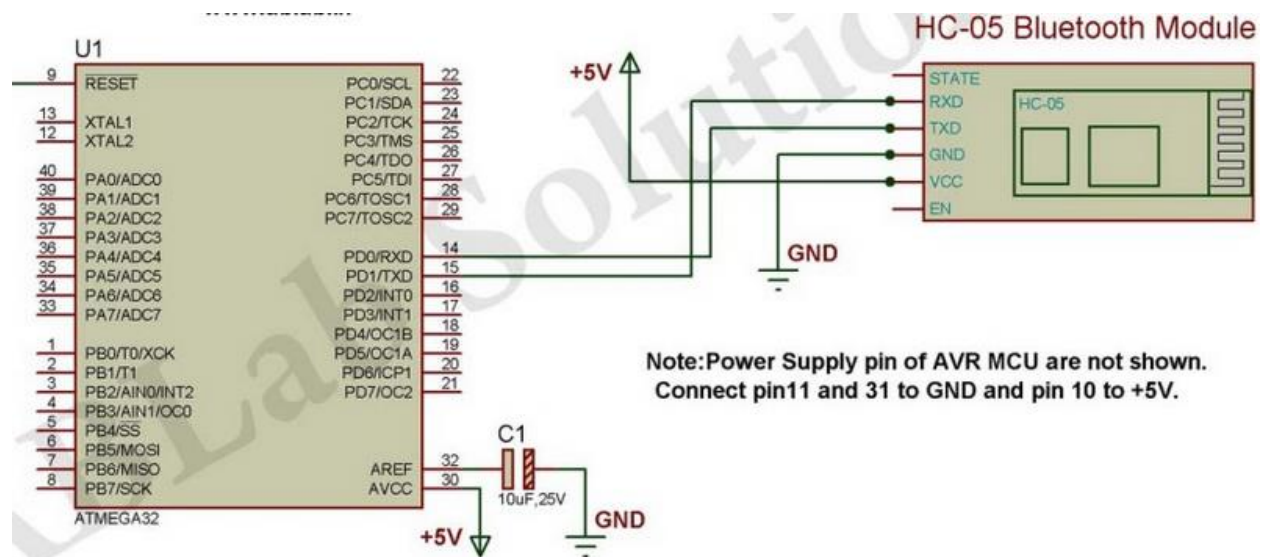 HC-05 Bluetooth Module
U1
9 RESET
13 XTAL1
12 XTAL2
40 PA0/ADC0
39 PA1/ADC1
38 PA2/ADC2
37 PA3/ADC3
36 PA4/ADC4
35 PA5/ADC5
34 PA6/ADC6
33 PA7/ADC7
1 PB0/T0/XCK
2 PB1/T1
3 PB2/AIN0/INT2
4 PB3/AIN1/OC0
5 PB4/SS
6 PB5/MOSI
7 PB6/MISO
8 PB7/SCK
PC0/SCL 22
PC1/SDA 23
PC2/TCK 24
PC3/TMS 25
PC4/TDO 26
PC5/TDI 27
PC6/TOSC1 28
PC7/TOSC2 29
PD0/RXD 14
PD1/TXD 15
PD2/INT0 16
PD3/INT1 17
PD4/OC1B 18
PD5/OC1A 19
PD6/ICP1 20
PD7/OC2 21
AREF 32
AVCC 30
ATMEGA32
+5V
STATE
RXD
TXD
GND
VCC
EN
HC-05
GND
Note:Power Supply pin of AVR MCU are not shown.
Connect pin11 and 31 to GND and pin 10 to +5V.
C1
10uF,25V
GND
+5V
Lab Solutio